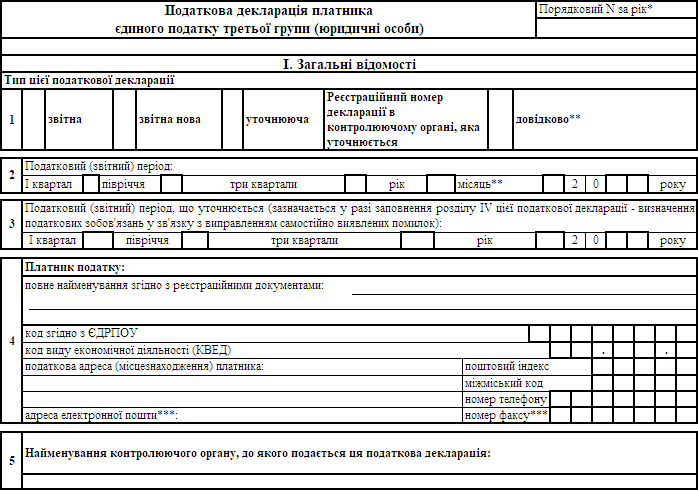 Податкова декларація платника
єдиного податку третьої групи (юридичні особи)
Порядковий N за рік*
І. Загальні відомості
Тип цієї податкової декларації
1
звітна
звітна нова
уточнююча
Реєстраційний номер
декларації в
контролюючому органі, яка
уточнюється
довідково**
2
Податковий (звітний) період:
І квартал півріччя три квартали рік місяць** 2 0 року
3
Податковий (звітний) період, що уточнюється (зазначається у разі заповнення розділу IV цієї податкової декларації - визначення
податкових зобов'язань у зв'язку з виправленням самостійно виявлених помилок):
І квартал півріччя три квартали рік 2 0 року
4
Платник податку:
повне найменування згідно з реєстраційними документами:
код згідно з ЄДРПОУ
код виду економічної діяльності (КВЕД) . .
податкова адреса (місцезнаходження) платника: поштовий індекс
міжміський код
номер телефону
адреса електронної пошти***: номер факсу***
5
Найменування контролюючого органу, до якого подається ця податкова декларація: